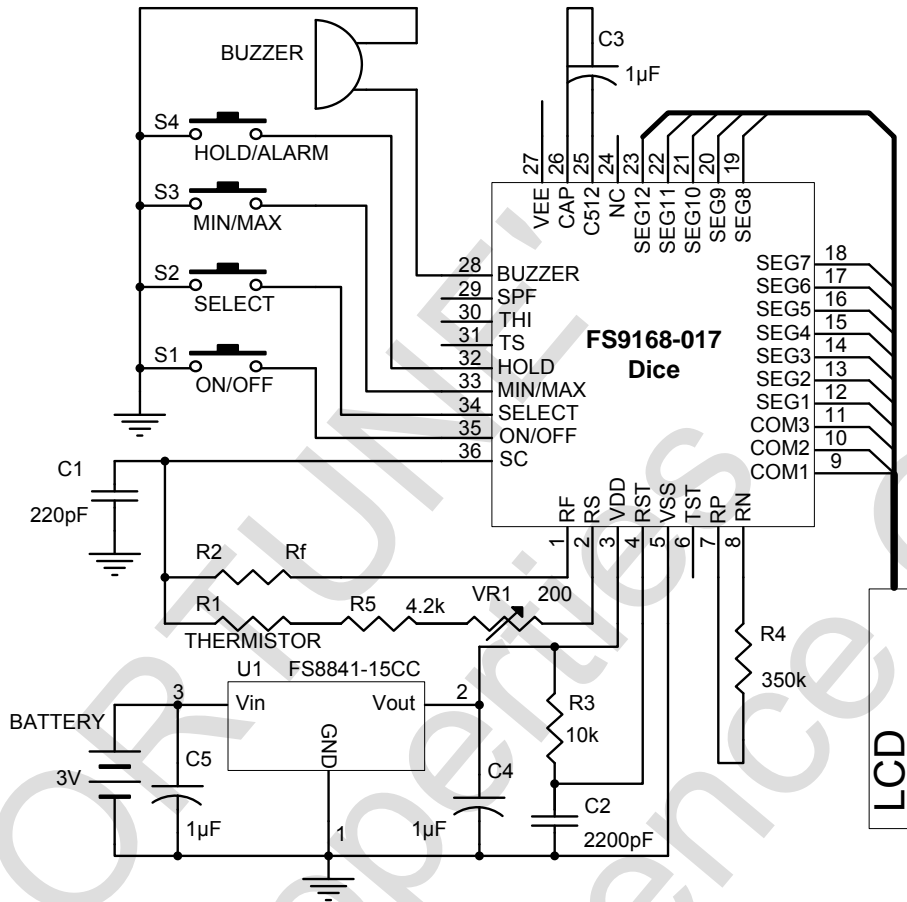 BUZZER
C3
1µF
S4
HOLD/ALARM
S3
MIN/MAX
S2
SELECT
S1
ON/OFF
27 26 25 24 23 22 21 20 19
VEE CAP C512 NC SEG12 SEG11 SEG10 SEG9 SEG8
28 BUZZER
29 SPF
30 THI
31 TS
32 HOLD
33 MIN/MAX
34 SELECT
35 ON/OFF
36 SC
FS9168-017
Dice
SEG7 18
SEG6 17
SEG5 16
SEG4 15
SEG3 14
SEG2 13
SEG1 12
COM3 11
COM2 10
COM1 9
RF RS VDD RST VSS TST RP RN
1 2 3 4 5 6 7 8
C1
220pF
R2 Rf
R1 R5 4.2k VR1 200
THERMISTOR
U1 FS8841-15CC
3 Vin Vout 2
GND
1
BATTERY
3V
C5
1µF
C4
1µF
R3
10k
C2
2200pF
R4
350k
LCD
ORTUNE'
operties
ence